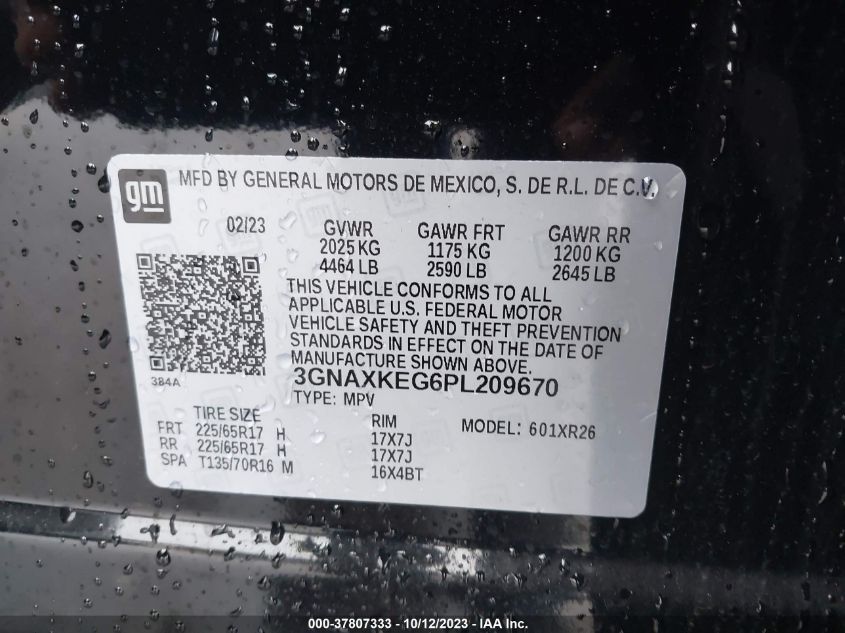 gm
MFD BY GENERAL MOTORS DE MEXICO, S. DE R.L. DE C.V.
02/23
GVWR GAWR FRT GAWR RR
2025 KG 1175 KG 1200 KG
4464 LB 2590 LB 2645 LB
THIS VEHICLE CONFORMS TO ALL
APPLICABLE U.S. FEDERAL MOTOR
VEHICLE SAFETY AND THEFT PREVENTION
STANDARDS IN EFFECT ON THE DATE OF
MANUFACTURE SHOWN ABOVE.
3B4A
3GNAXKEG6PL209670
TYPE: MPV
TIRE SIZE RIM MODEL: 601XR26
FRT 225/65R17 H 17X7J
RR 225/65R17 H 17X7J
SPA T135/70R16 M 16X4BT
000-37807333 - 10/12/2023 - IAA Inc.